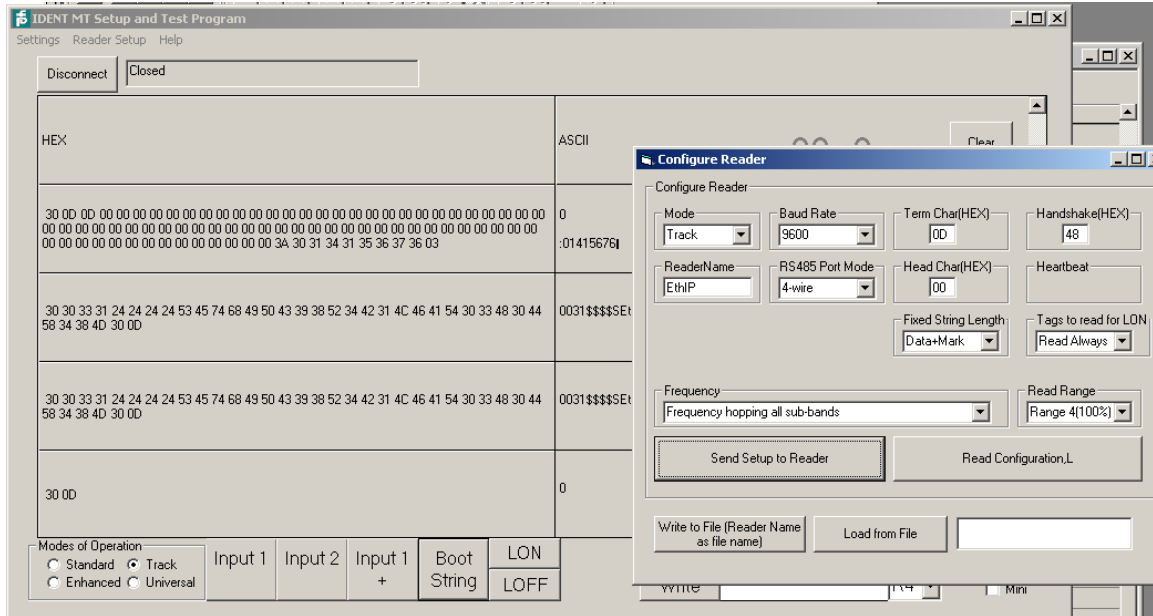 IDENT MT Setup and Test Program
Settings Reader Setup Help
Disconnect
Closed
HEX
ASCII
Clear
30 0D 0D 00 00 00 00 00 00 00 00 00 00 00 00 00 00 00 00 00 00 00 00 00 00 00 00
00 00 00 00 00 00 00 00 00 00 00 00 00 00 00 00 00 00 00 00 00 00 00 00 00 00 00
00 00 00 00 00 00 00 00 00 00 00 00 3A 30 31 34 31 35 36 37 36 03
0
:01415676
30 30 33 31 24 24 24 24 53 45 74 68 49 50 43 39 38 52 34 42 31 4C 46 41 54 30 33 48 30 44
58 34 38 4D 30 0D
0031$$$$SEt
30 30 33 31 24 24 24 24 53 45 74 68 49 50 43 39 38 52 34 42 31 4C 46 41 54 30 33 48 30 44
58 34 38 4D 30 0D
0031$$$$SEt
30 0D
0
Modes of Operation
Standard Track
Enhanced Universal
Input 1
Input 2
Input 1
+
Boot
String
LON
LOFF
Write
R4
Mini
Configure Reader
Configure Reader
Mode
Track
Baud Rate
9600
Term Char(HEX)
0D
Handshake(HEX)
48
ReaderName
EthIP
RS485 Port Mode
4-wire
Head Char(HEX)
00
Heartbeat
Fixed String Length
Data+Mark
Tags to read for LON
Read Always
Frequency
Frequency hopping all sub-bands
Read Range
Range 4(100%)
Send Setup to Reader
Read Configuration,L
Write to File (Reader Name
as file name)
Load from File